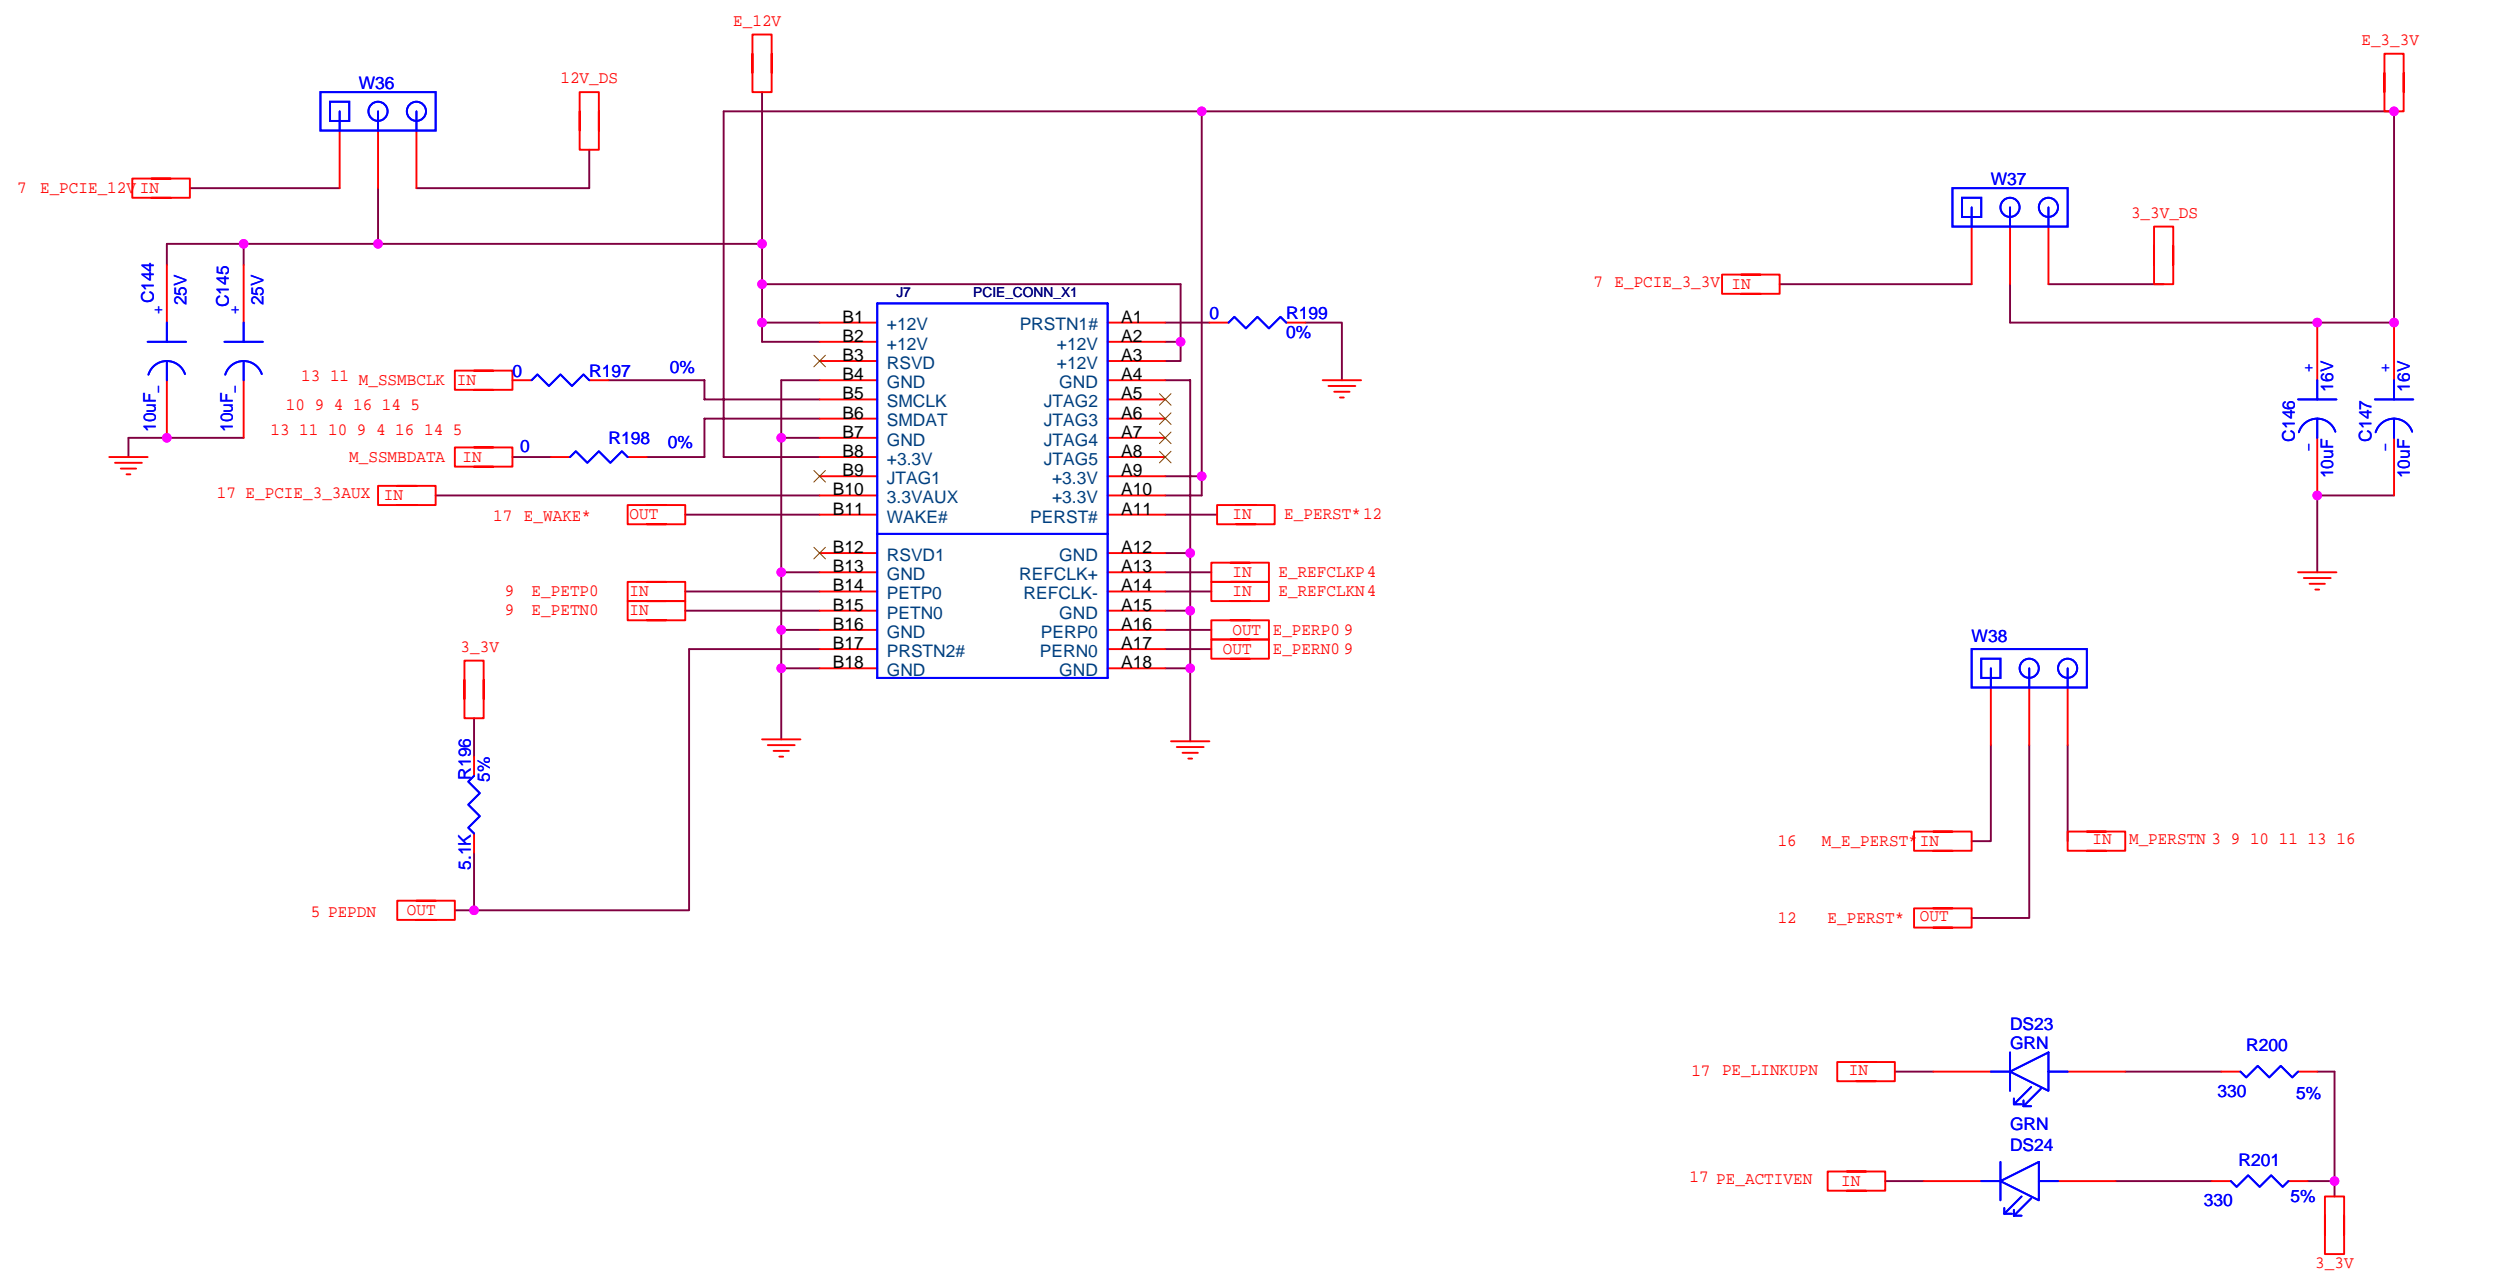 E_12V
E_3_3V
W36
12V_DS
7 E_PCIE_12V IN
W37
3_3V_DS
7 E_PCIE_3_3V IN
C144
25V
+
10uF
-
C145
25V
+
10uF
-
J7 PCIE_CONN_X1
B1 +12V PRSTN1# A1
B2 +12V +12V A2
B3 RSVD +12V A3
B4 GND GND A4
B5 SMCLK JTAG2 A5
B6 SMDAT JTAG3 A6
B7 GND JTAG4 A7
B8 +3.3V JTAG5 A8
B9 JTAG1 +3.3V A9
B10 3.3VAUX +3.3V A10
B11 WAKE# PERST# A11
B12 RSVD1 GND A12
B13 GND REFCLK+ A13
B14 PETP0 REFCLK- A14
B15 PETN0 GND A15
B16 GND PERP0 A16
B17 PRSTN2# PERN0 A17
B18 GND GND A18
0 R199
0%
13 11 M_SSMBCLK IN 0 R197 0%
10 9 4 16 14 5
13 11 10 9 4 16 14 5
M_SSMBDATA IN 0 R198 0%
17 E_PCIE_3_3AUX IN
17 E_WAKE* OUT
IN E_PERST* 12
9 E_PETP0 IN
9 E_PETN0 IN
IN E_REFCLKP 4
IN E_REFCLKN 4
OUT E_PERP0 9
OUT E_PERN0 9
C146
+
16V
-
10uF
C147
+
16V
-
10uF
3_3V
R196
5%
5.1K
5 PEPDN OUT
W38
16 M_E_PERST* IN
IN M_PERSTN 3 9 10 11 13 16
12 E_PERST* OUT
DS23
GRN
R200
17 PE_LINKUPN IN
330 5%
GRN
DS24
R201
17 PE_ACTIVEN IN
330 5%
3_3V